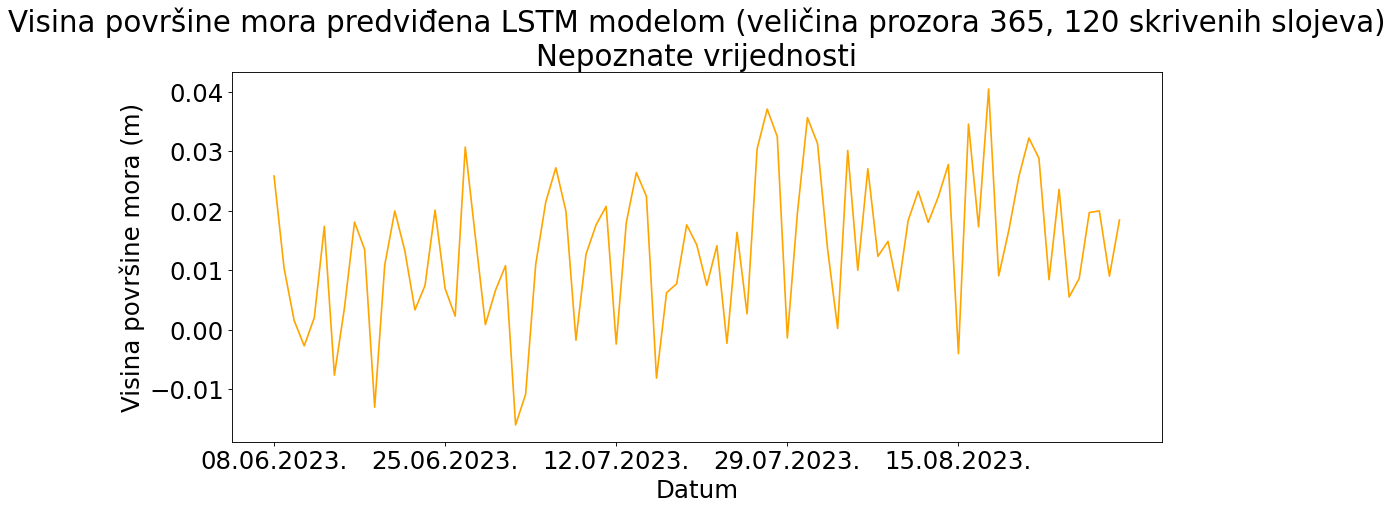 Visina površine mora predviđena LSTM modelom (veličina prozora 365, 120 skrivenih slojeva)
Nepoznate vrijednosti
Visina površine mora (m)
0.04
0.03
0.02
0.01
0.00
−0.01
08.06.2023.
25.06.2023.
12.07.2023.
29.07.2023.
15.08.2023.
Datum